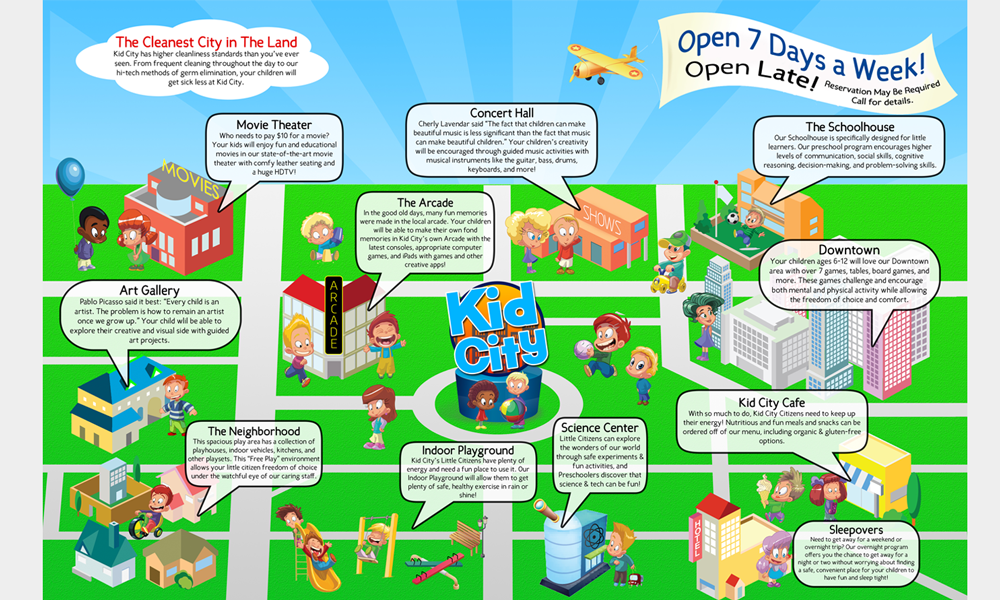 The Cleanest City in The Land
Kid City has higher cleanliness standards than you've ever
seen. From frequent cleaning throughout the day to our
hi-tech methods of germ elimination, your children will
get sick less at Kid City.
Open 7 Days a Week!
Open Late!
Reservation May Be Required
Call for details.
Movie Theater
Who needs to pay $10 for a movie?
Your kids will enjoy fun and educational
movies in our state-of-the-art movie
theater with comfy leather seating and
a huge HDTV!
Concert Hall
Cherly Lavendar said "The fact that children can make
beautiful music is less significant than the fact that music
can make beautiful children." Your children's creativity
will be encouraged through guided music activities with
musical instruments like the guitar, bass, drums,
keyboards, and more!
The Schoolhouse
Our Schoolhouse is specifically designed for little
learners. Our preschool program encourages higher
levels of communication, social skills, cognitive
reasoning, decision-making, and problem-solving skills.
MOVIES
The Arcade
In the good old days, many fun memories
were made in the local arcade. Your children
will be able to make their own fond
memories in Kid City's own Arcade with the
latest consoles, appropriate computer
games, and iPads with games and other
creative apps!
SHOWS
Downtown
Your children ages 6-12 will love our Downtown
area with over 7 games, tables, board games, and
more. These games challenge and encourage
both mental and physical activity while allowing
the freedom of choice and comfort.
Art Gallery
Pablo Picasso said it best: "Every child is an
artist. The problem is how to remain an artist
once we grow up." Your child wil be able to
explore their creative and visual side with guided
art projects.
ARCADE
Kid
City
Kid City Cafe
With so much to do, Kid City Citizens need to keep up
their energy! Nutritious and fun meals and snacks can be
ordered off of our menu, including organic & gluten-free
options.
The Neighborhood
This spacious play area has a collection of
playhouses, indoor vehicles, kitchens, and
other playsets. This "Free Play" environment
allows your little citizen freedom of choice
under the watchful eye of our caring staff.
Indoor Playground
Kid City's Little Citizens have plenty of
energy and need a fun place to use it. Our
Indoor Playground will allow them to get
plenty of safe, healthy exercise in rain or
shine!
Science Center
Little Citizens can explore
the wonders of our world
through safe experiments &
fun activities, and
Preschoolers discover that
science & tech can be fun!
HOTEL
Sleepovers
Need to get away for a weekend or
overnight trip? Our overnight program
offers you the chance to get away for a
night or two without worrying about finding
a safe, convenient place for your children to
have fun and sleep tight!